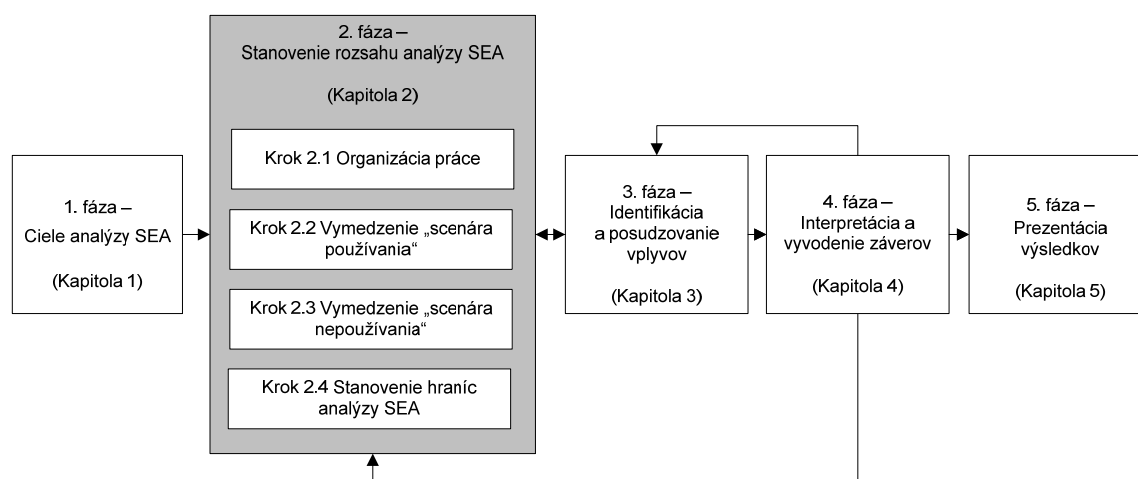 1. fáza –
Ciele analýzy SEA
(Kapitola 1)
2. fáza –
Stanovenie rozsahu analýzy SEA
(Kapitola 2)
Krok 2.1 Organizácia práce
Krok 2.2 Vymedzenie „scenára
používania“
Krok 2.3 Vymedzenie „scenára
nepoužívania“
Krok 2.4 Stanovenie hraníc
analýzy SEA
3. fáza –
Identifikácia
a posudzovanie
vplyvov
(Kapitola 3)
4. fáza –
Interpretácia a
vyvodenie záverov
(Kapitola 4)
5. fáza –
Prezentácia
výsledkov
(Kapitola 5)